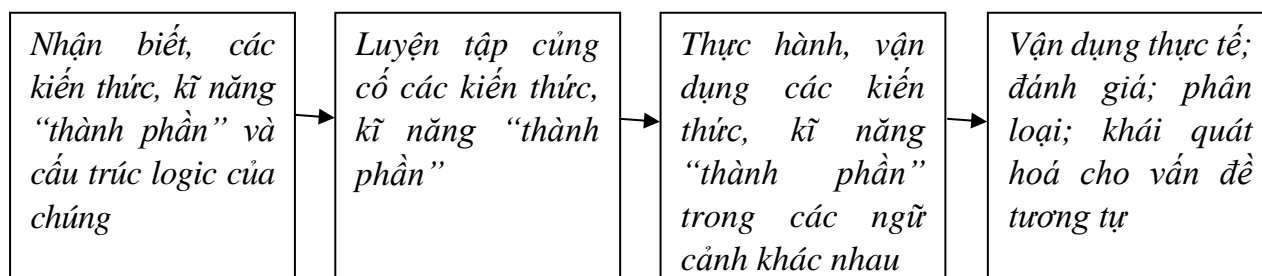 Nhận biết, các
kiến thức, kĩ năng
“thành phần” và
cấu trúc logic của
chúng
Luyện tập củng
cố các kiến thức,
kĩ năng “thành
phần”
Thực hành, vận
dụng các kiến
thức, kĩ năng
“thành phần”
trong các ngữ
cảnh khác nhau
Vận dụng thực tế;
đánh giá; phân
loại; khái quát
hoá cho vấn đề
tương tự